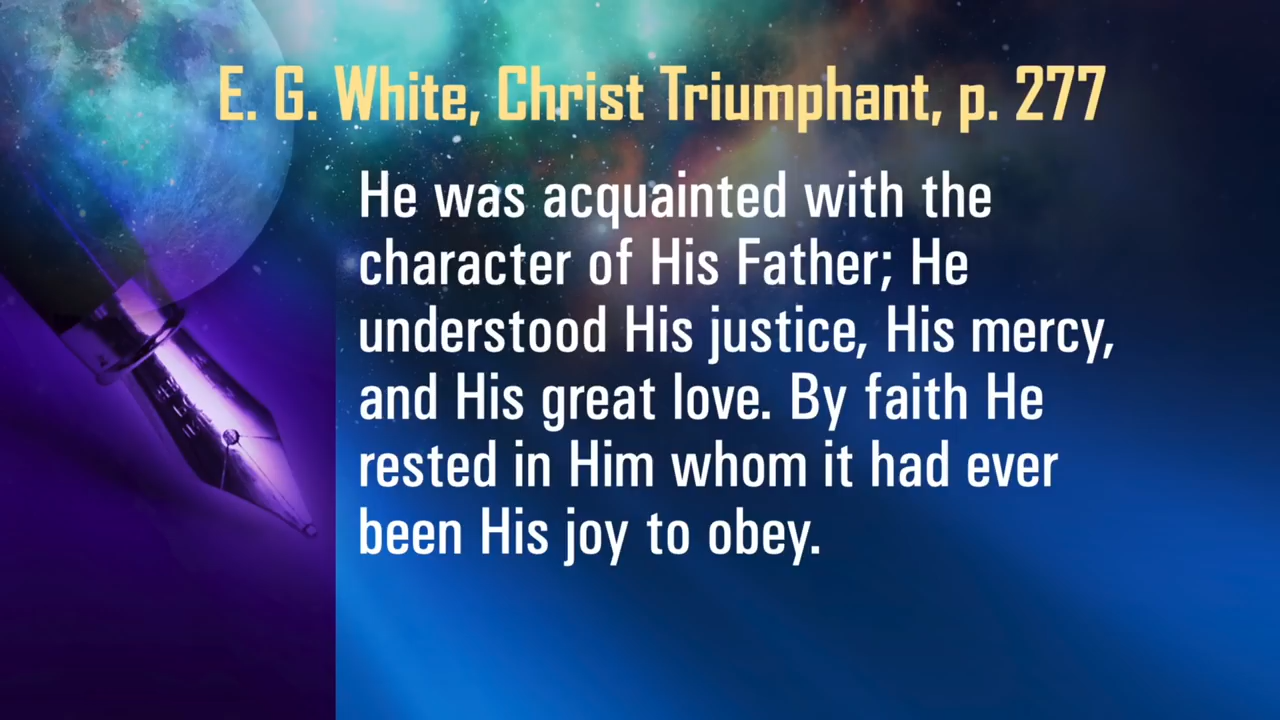 E. G. White, Christ Triumphant, p. 277
He was acquainted with the
character of His Father; He
understood His justice, His mercy,
and His great love. By faith He
rested in Him whom it had ever
been His joy to obey.